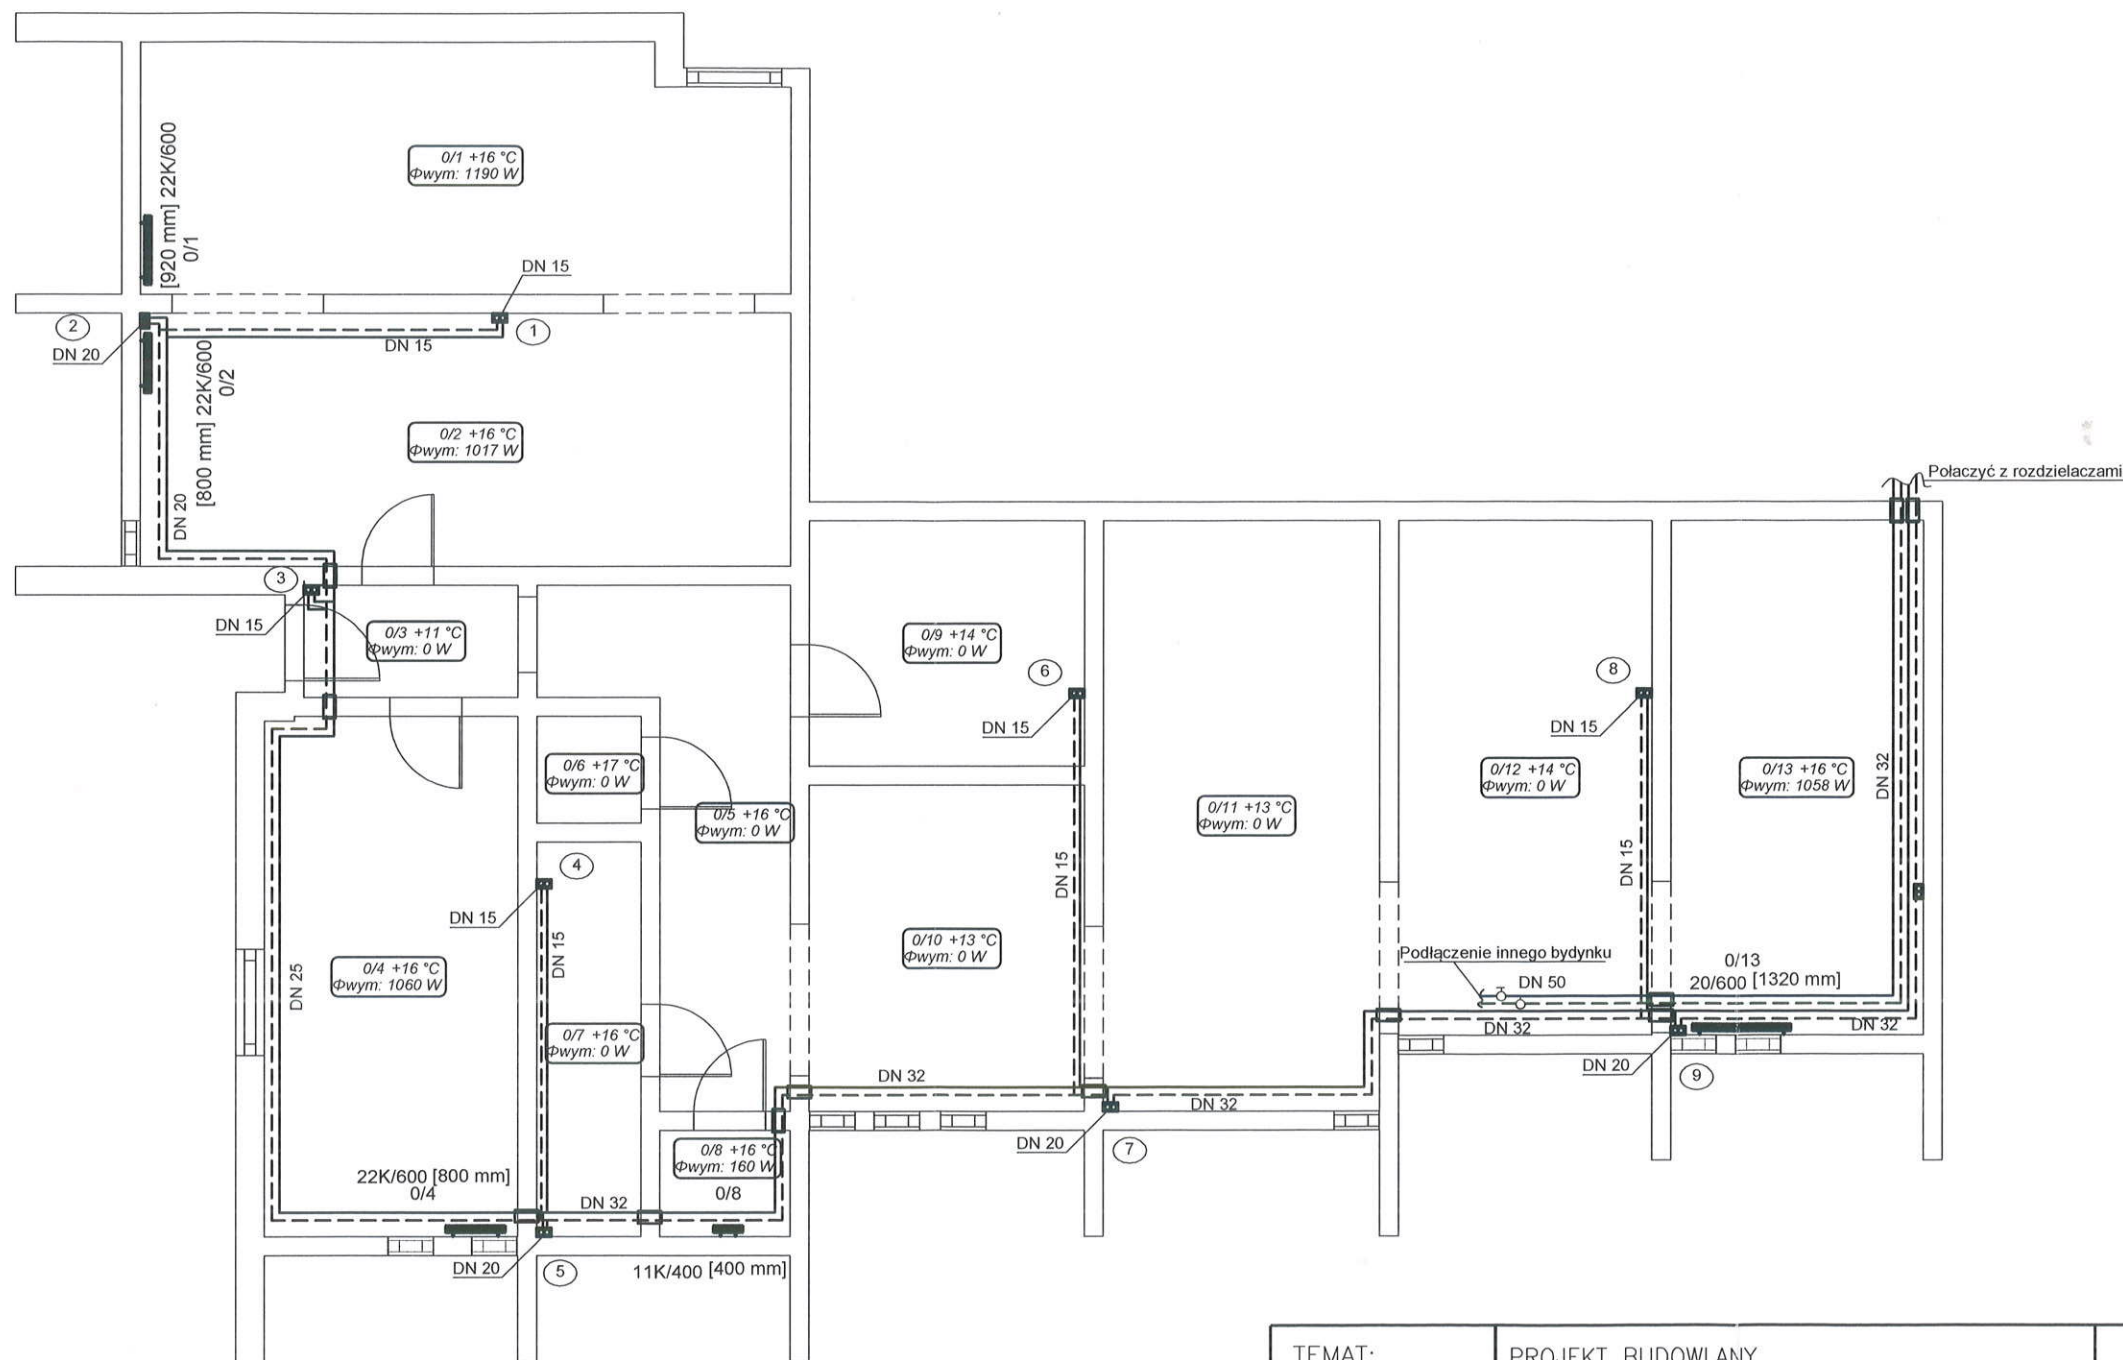 0/1 +16 °C
Φwym: 1190 W
[920 mm] 22K/600
0/1
DN 15
2
1
DN 20
DN 15
[800 mm] 22K/600
0/2
0/2 +16 °C
Φwym: 1017 W
Połaczyć z rozdzielaczami
DN 20
3
DN 15
0/3 +11 °C
Φwym: 0 W
0/9 +14 °C
Φwym: 0 W
6
8
DN 15
DN 15
0/6 +17 °C
Φwym: 0 W
0/12 +14 °C
Φwym: 0 W
0/13 +16 °C
Φwym: 1058 W
DN 32
0/5 +16 °C
Φwym: 0 W
0/11 +13 °C
Φwym: 0 W
4
DN 15
DN 15
DN 15
DN 15
0/10 +13 °C
Φwym: 0 W
Podłączenie innego bydynku
0/4 +16 °C
Φwym: 1060 W
DN 25
0/13
20/600 [1320 mm]
DN 50
0/7 +16 °C
Φwym: 0 W
DN 32
DN 32
DN 20
9
DN 32
DN 32
DN 20
7
0/8 +16 °C
Φwym: 160 W
22K/600 [800 mm]
0/4
0/8
DN 32
DN 20
5
11K/400 [400 mm]
TEMAT:
PROJEKT BUDOWLANY